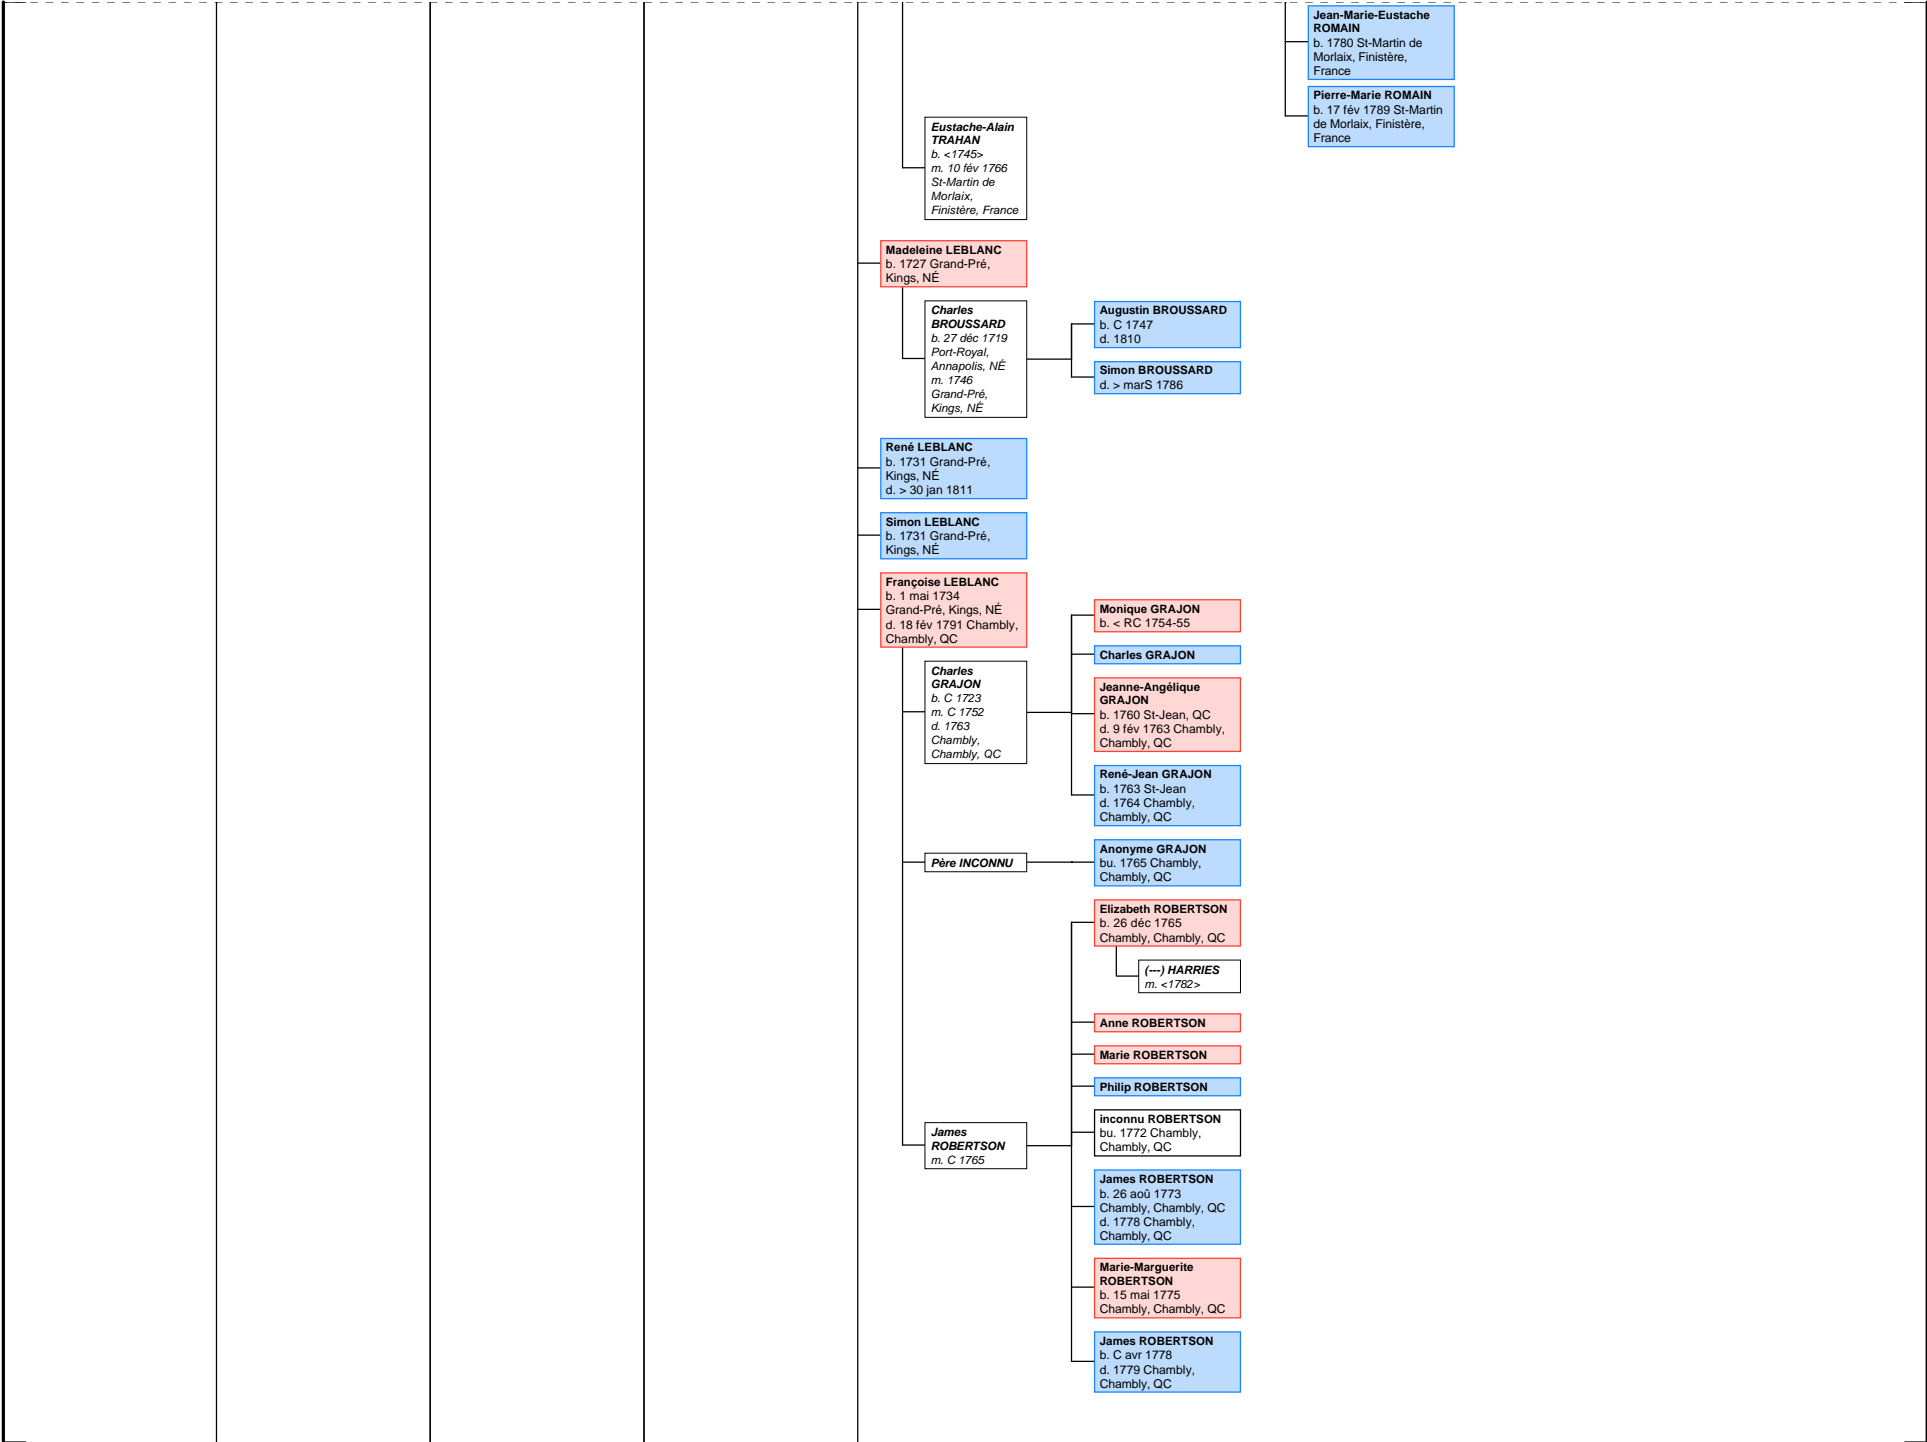 Jean-Marie-Eustache
ROMAIN
b. 1780 St-Martin de
Morlaix, Finistère,
France
Pierre-Marie ROMAIN
b. 17 fév 1789 St-Martin
de Morlaix, Finistère,
France
Eustache-Alain
TRAHAN
b. <1745>
m. 10 fév 1766
St-Martin de
Morlaix,
Finistère, France
Madeleine LEBLANC
b. 1727 Grand-Pré,
Kings, NÉ
Charles
BROUSSARD
b. 27 déc 1719
Port-Royal,
Annapolis, NÉ
m. 1746
Grand-Pré,
Kings, NÉ
Augustin BROUSSARD
b. C 1747
d. 1810
Simon BROUSSARD
d. > marS 1786
René LEBLANC
b. 1731 Grand-Pré,
Kings, NÉ
d. > 30 jan 1811
Simon LEBLANC
b. 1731 Grand-Pré,
Kings, NÉ
Françoise LEBLANC
b. 1 mai 1734
Grand-Pré, Kings, NÉ
d. 18 fév 1791 Chambly,
Chambly, QC
Charles
GRAJON
b. C 1723
m. C 1752
d. 1763
Chambly,
Chambly, QC
Monique GRAJON
b. < RC 1754-55
Charles GRAJON
Jeanne-Angélique
GRAJON
b. 1760 St-Jean, QC
d. 9 fév 1763 Chambly,
Chambly, QC
René-Jean GRAJON
b. 1763 St-Jean
d. 1764 Chambly,
Chambly, QC
Père INCONNU
Anonyme GRAJON
bu. 1765 Chambly,
Chambly, QC
Elizabeth ROBERTSON
b. 26 déc 1765
Chambly, Chambly, QC
(---) HARRIES
m. <1782>
Anne ROBERTSON
Marie ROBERTSON
Philip ROBERTSON
inconnu ROBERTSON
bu. 1772 Chambly,
Chambly, QC
James
ROBERTSON
m. C 1765
James ROBERTSON
b. 26 aoû 1773
Chambly, Chambly, QC
d. 1778 Chambly,
Chambly, QC
Marie-Marguerite
ROBERTSON
b. 15 mai 1775
Chambly, Chambly, QC
James ROBERTSON
b. C avr 1778
d. 1779 Chambly,
Chambly, QC